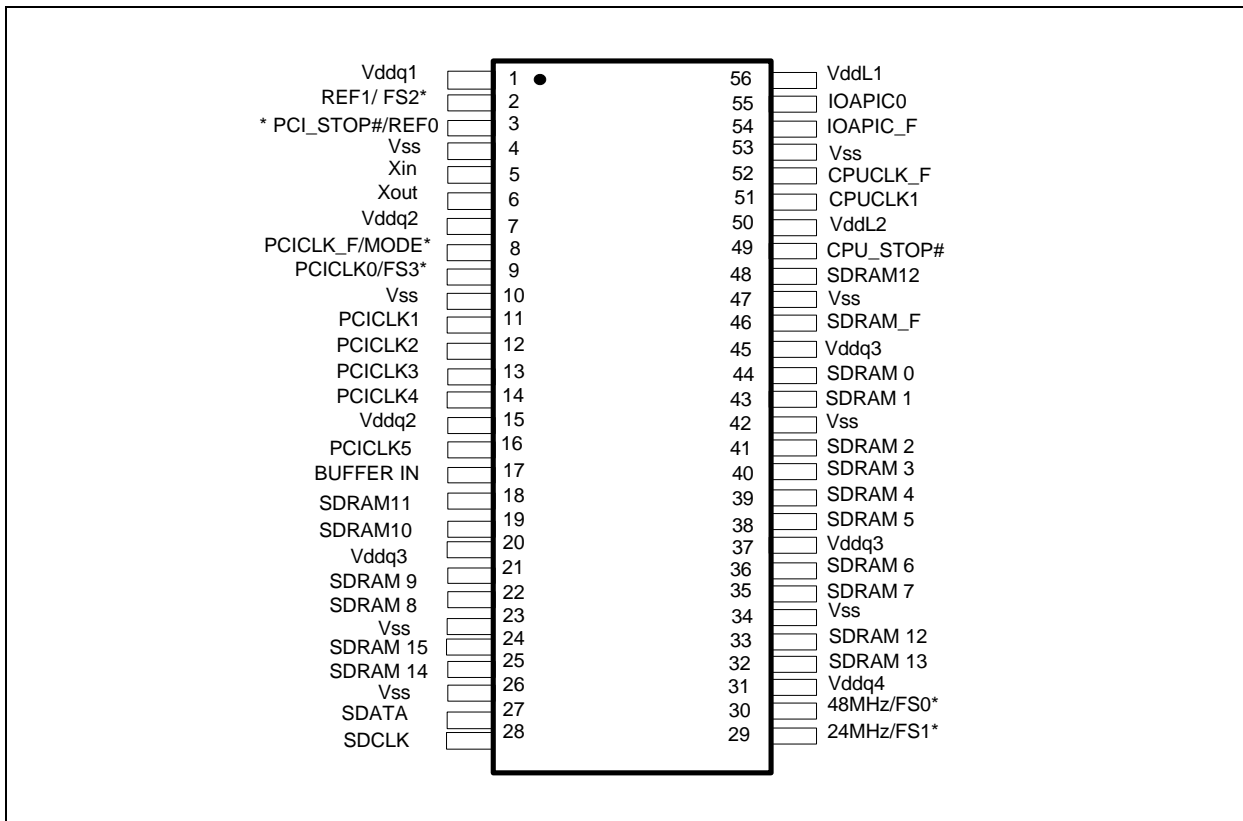 Vddq1 1 56 VddL1
REF1/ FS2* 2 55 IOAPIC0
* PCI_STOP#/REF0 3 54 IOAPIC_F
Vss 4 53 Vss
Xin 5 52 CPUCLK_F
Xout 6 51 CPUCLK1
Vddq2 7 50 VddL2
PCICLK_F/MODE* 8 49 CPU_STOP#
PCICLK0/FS3* 9 48 SDRAM12
Vss 10 47 Vss
PCICLK1 11 46 SDRAM_F
PCICLK2 12 45 Vddq3
PCICLK3 13 44 SDRAM 0
PCICLK4 14 43 SDRAM 1
Vddq2 15 42 Vss
PCICLK5 16 41 SDRAM 2
BUFFER IN 17 40 SDRAM 3
SDRAM11 18 39 SDRAM 4
SDRAM10 19 38 SDRAM 5
Vddq3 20 37 Vddq3
SDRAM 9 21 36 SDRAM 6
SDRAM 8 22 35 SDRAM 7
Vss 23 34 Vss
SDRAM 15 24 33 SDRAM 12
SDRAM 14 25 32 SDRAM 13
Vss 26 31 Vddq4
SDATA 27 30 48MHz/FS0*
SDCLK 28 29 24MHz/FS1*